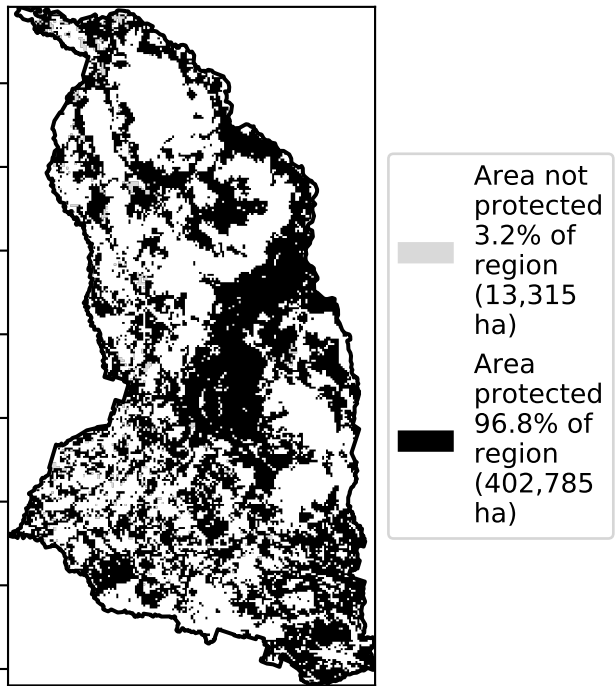 Area not
protected
3.2% of
region
(13,315
ha)
Area
protected
96.8% of
region
(402,785
ha)